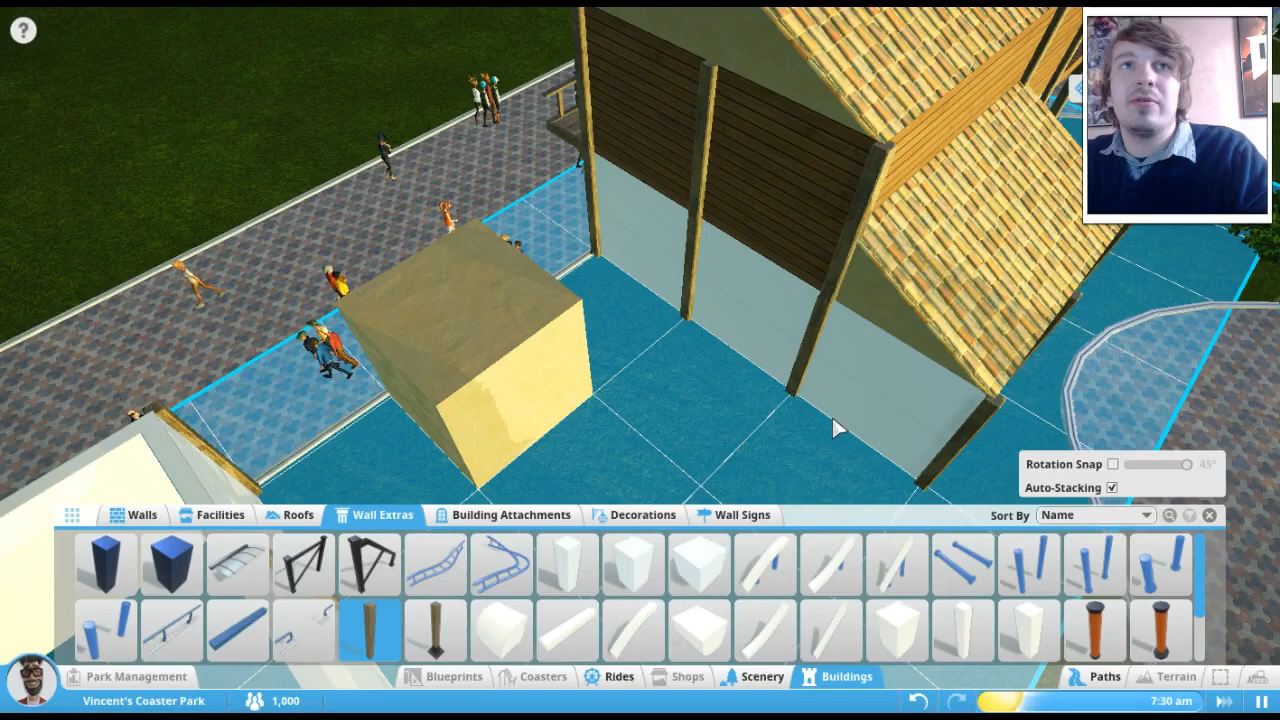 ?
Rotation Snap 45°
Auto-Stacking
Walls Facilities Roofs Wall Extras Building Attachments Decorations Wall Signs Sort By Name
Park Management Blueprints Coasters Rides Shops Scenery Buildings Paths Terrain
Vincent's Coaster Park 1,000 7:30 am